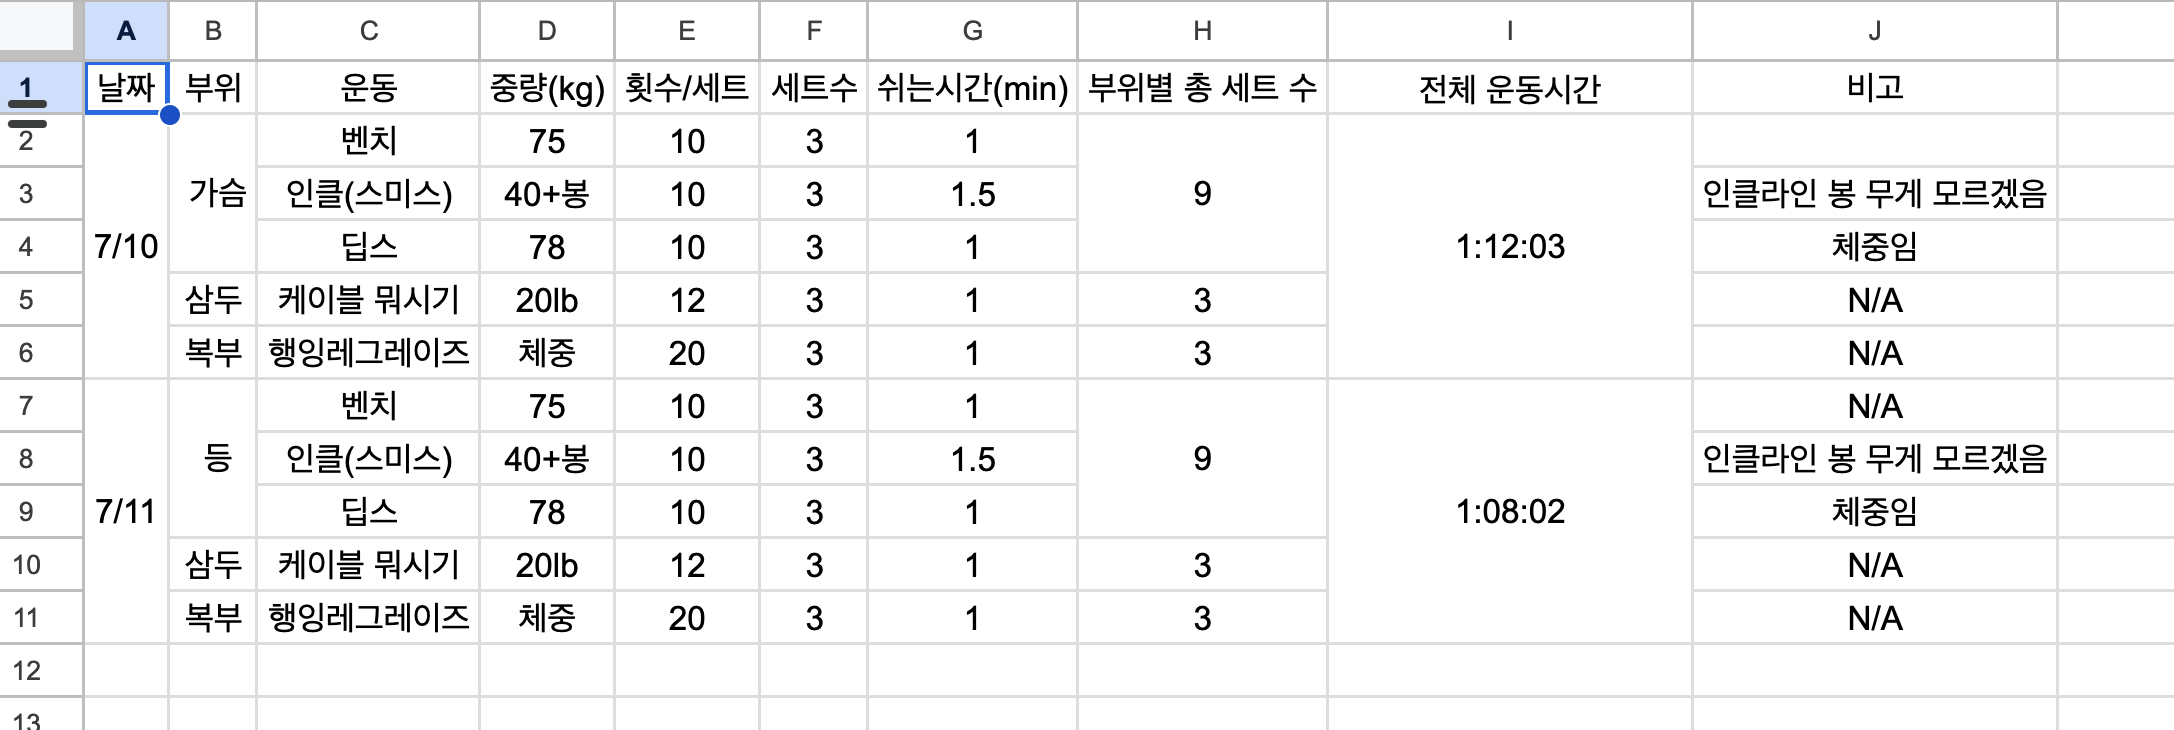 A B C D E F G H I J
1 날짜 부위 운동 중량(kg) 횟수/세트 세트수 쉬는시간(min) 부위별 총 세트 수 전체 운동시간 비고
2 벤치 75 10 3 1
3 가슴 인클(스미스) 40+봉 10 3 1.5 9 인클라인 봉 무게 모르겠음
4 7/10 딥스 78 10 3 1 1:12:03 체중임
5 삼두 케이블 뭐시기 20lb 12 3 1 3 N/A
6 복부 행잉레그레이즈 체중 20 3 1 3 N/A
7 벤치 75 10 3 1 N/A
8 등 인클(스미스) 40+봉 10 3 1.5 9 인클라인 봉 무게 모르겠음
9 7/11 딥스 78 10 3 1 1:08:02 체중임
10 삼두 케이블 뭐시기 20lb 12 3 1 3 N/A
11 복부 행잉레그레이즈 체중 20 3 1 3 N/A
12
13